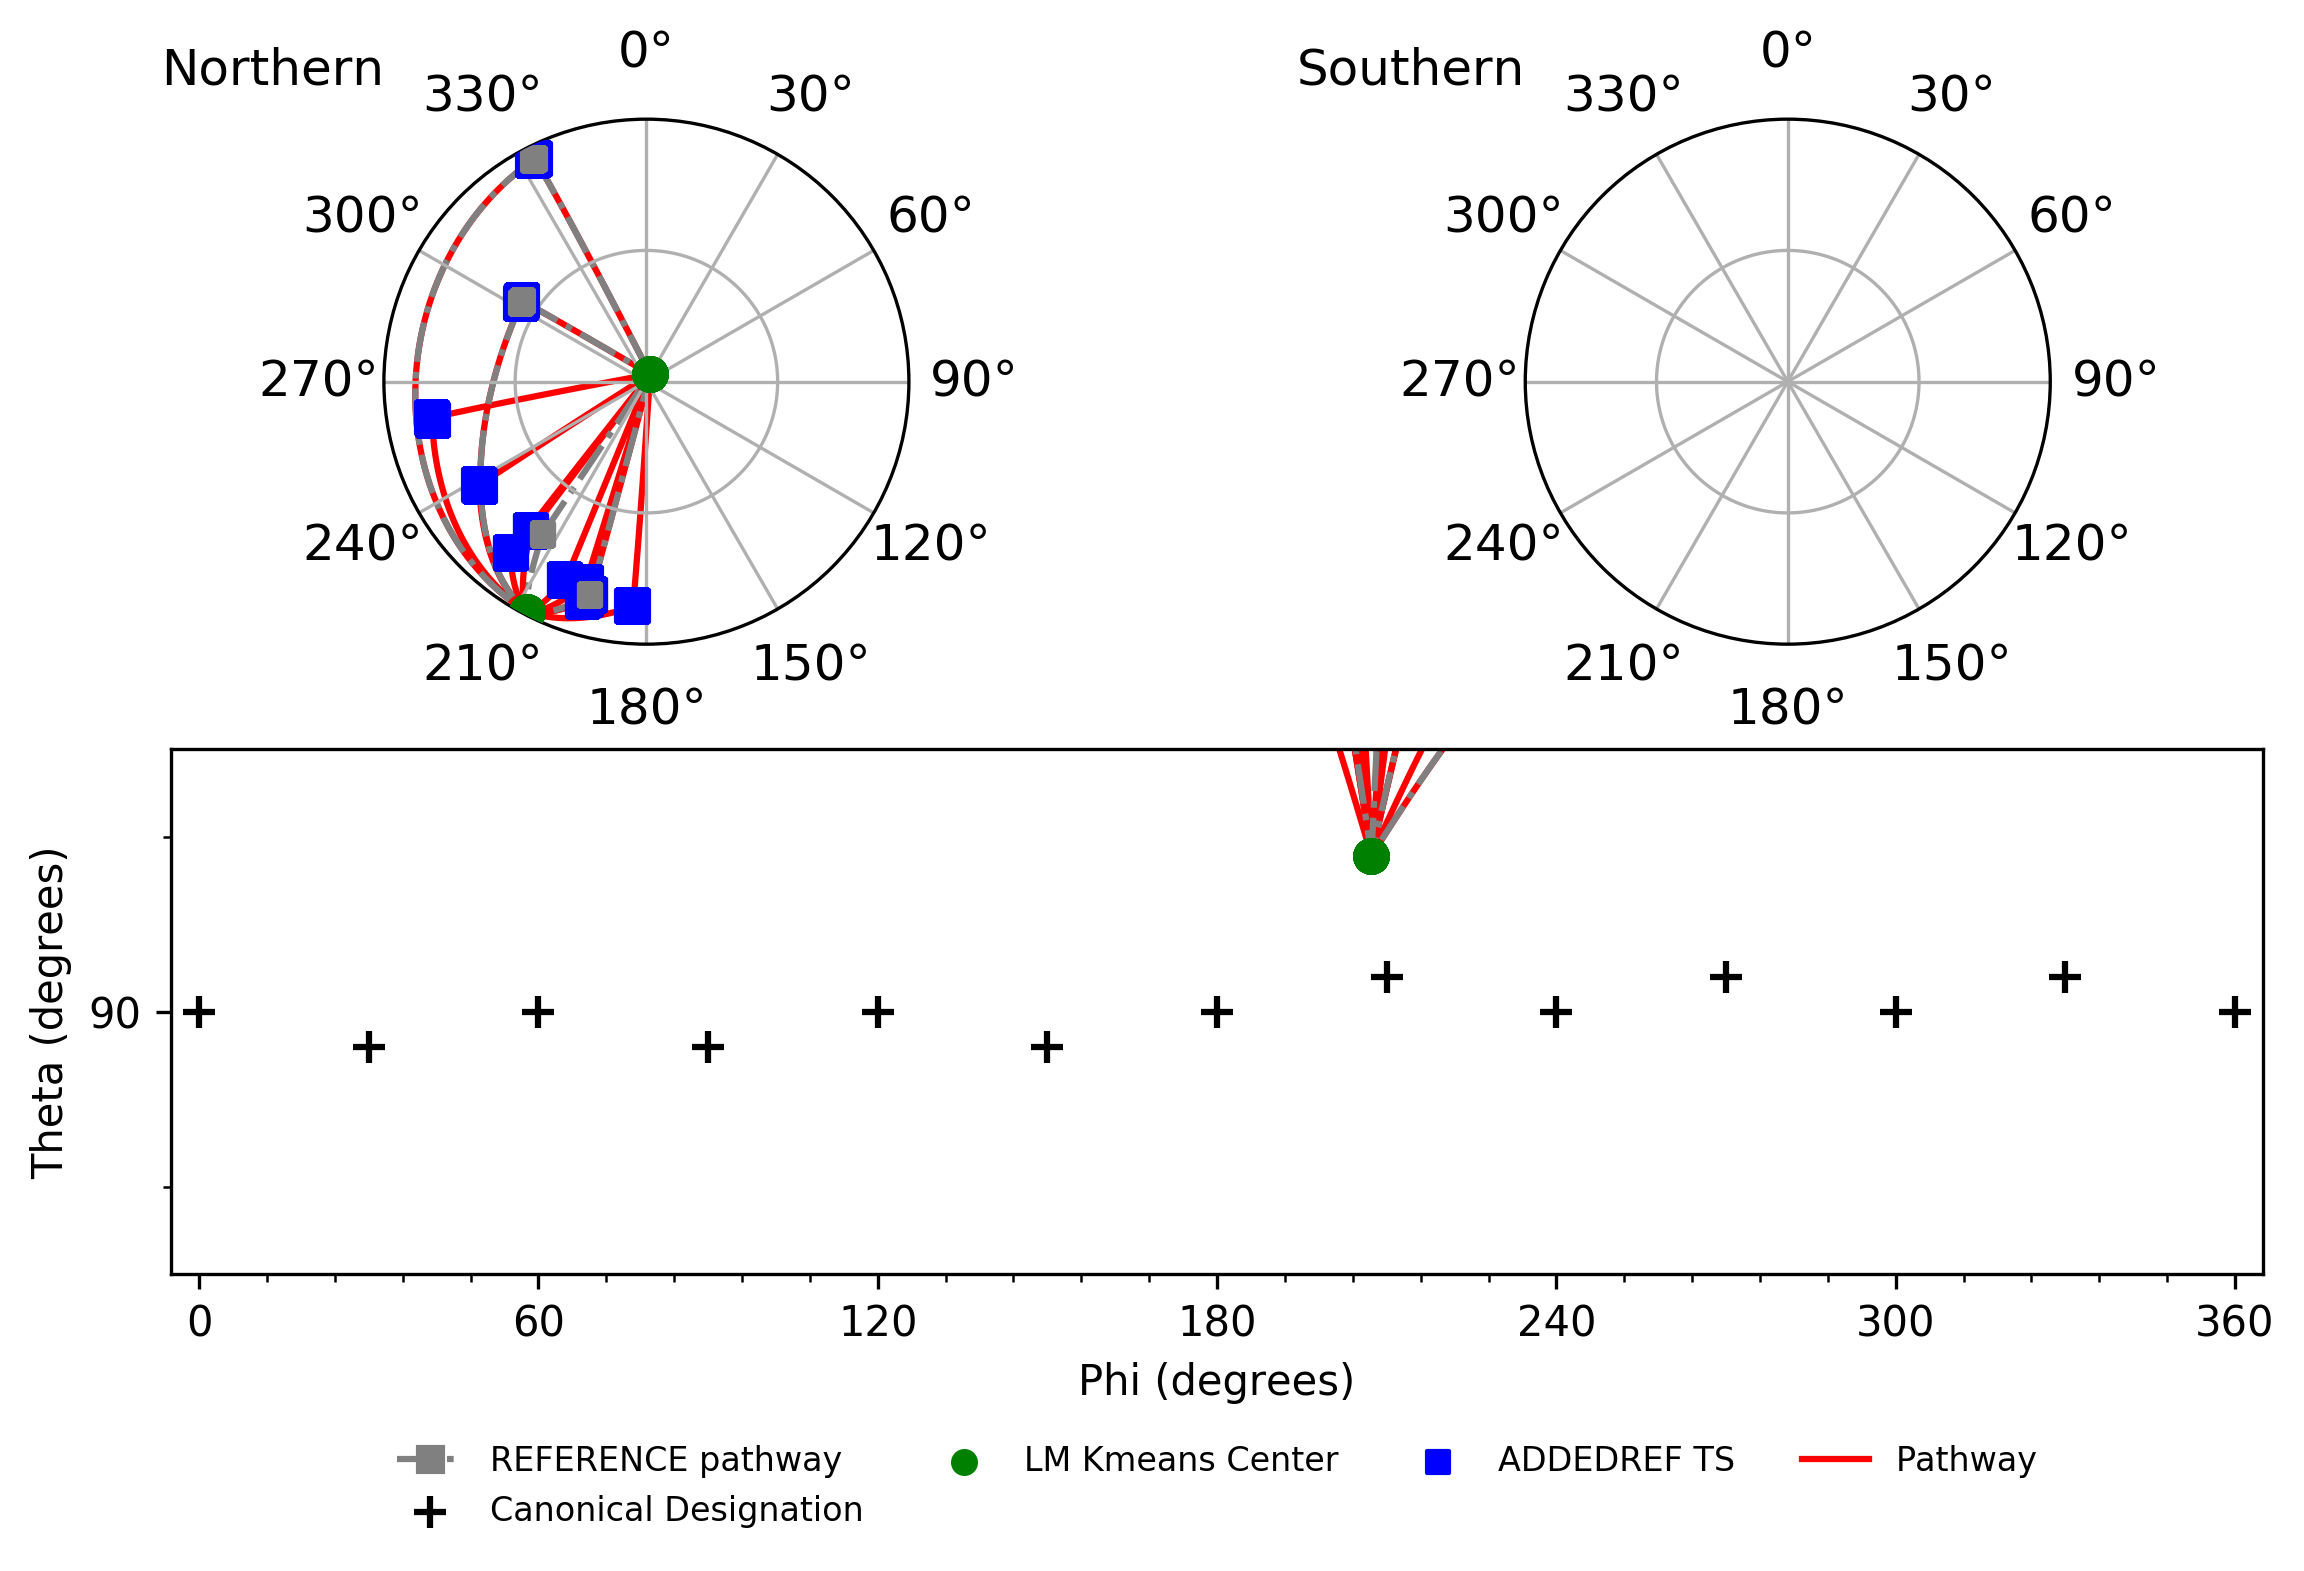 Northern
0°
330°
30°
300°
60°
270°
90°
240°
120°
210°
150°
180°
Southern
0°
330°
30°
300°
60°
270°
90°
240°
120°
210°
150°
180°
Theta (degrees)
90
0 60 120 180 240 300 360
Phi (degrees)
REFERENCE pathway
Canonical Designation
LM Kmeans Center
ADDEDREF TS
Pathway